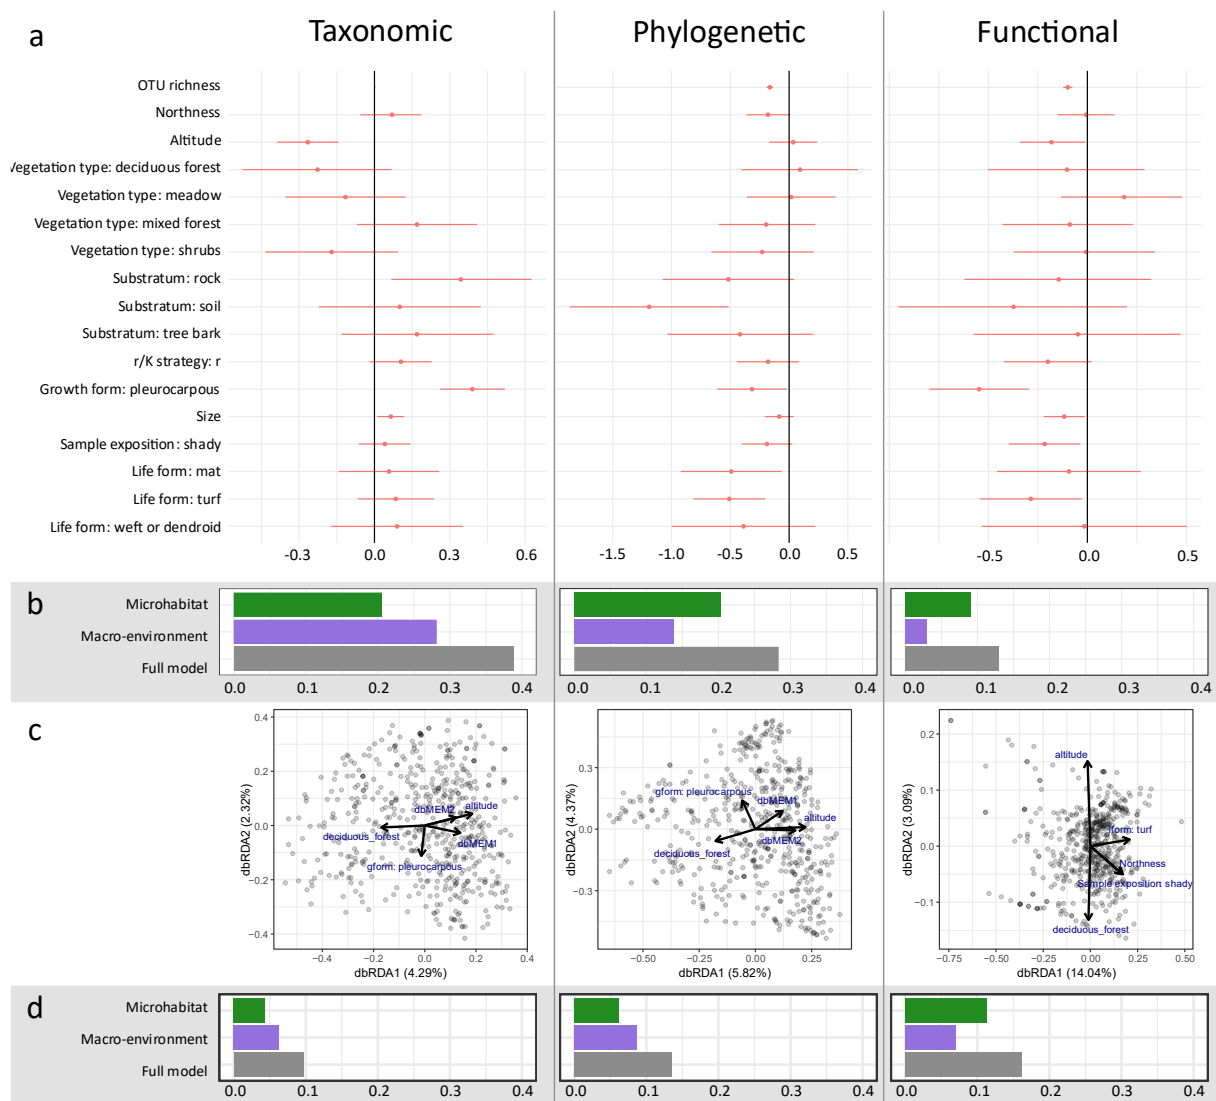 a
Taxonomic
Phylogenetic
Functional
OTU richness
Northness
Altitude
Vegetation type: deciduous forest
Vegetation type: meadow
Vegetation type: mixed forest
Vegetation type: shrubs
Substratum: rock
Substratum: soil
Substratum: tree bark
r/K strategy: r
Growth form: pleurocarpous
Size
Sample exposition: shady
Life form: mat
Life form: turf
Life form: weft or dendroid
-0.3 0.0 0.3 0.6
-1.5 -1.0 -0.5 0.0 0.5
-0.5 0.0 0.5
b
Microhabitat
Macro-environment
Full model
0.0 0.1 0.2 0.3 0.4
0.0 0.1 0.2 0.3 0.4
0.0 0.1 0.2 0.3 0.4
c
dbRDA2 (2.32%)
0.4
0.2
0.0
−0.2
−0.4
dbMEM2
altitude
deciduous_forest
dbMEM1
gform: pleurocarpous
−0.4 −0.2 0.0 0.2 0.4
dbRDA1 (4.29%)
dbRDA2 (4.37%)
0.3
0.0
−0.3
gform: pleurocarpous
dbMEM1
altitude
dbMEM2
deciduous_forest
−0.50 −0.25 0.00 0.25
dbRDA1 (5.82%)
dbRDA2 (3.09%)
0.2
0.1
0.0
−0.1
altitude
lform: turf
Northness
Sample exposition: shady
deciduous_forest
−0.75 −0.50 −0.25 0.00 0.25 0.50
dbRDA1 (14.04%)
d
Microhabitat
Macro-environment
Full model
0.0 0.1 0.2 0.3 0.4
0.0 0.1 0.2 0.3 0.4
0.0 0.1 0.2 0.3 0.4